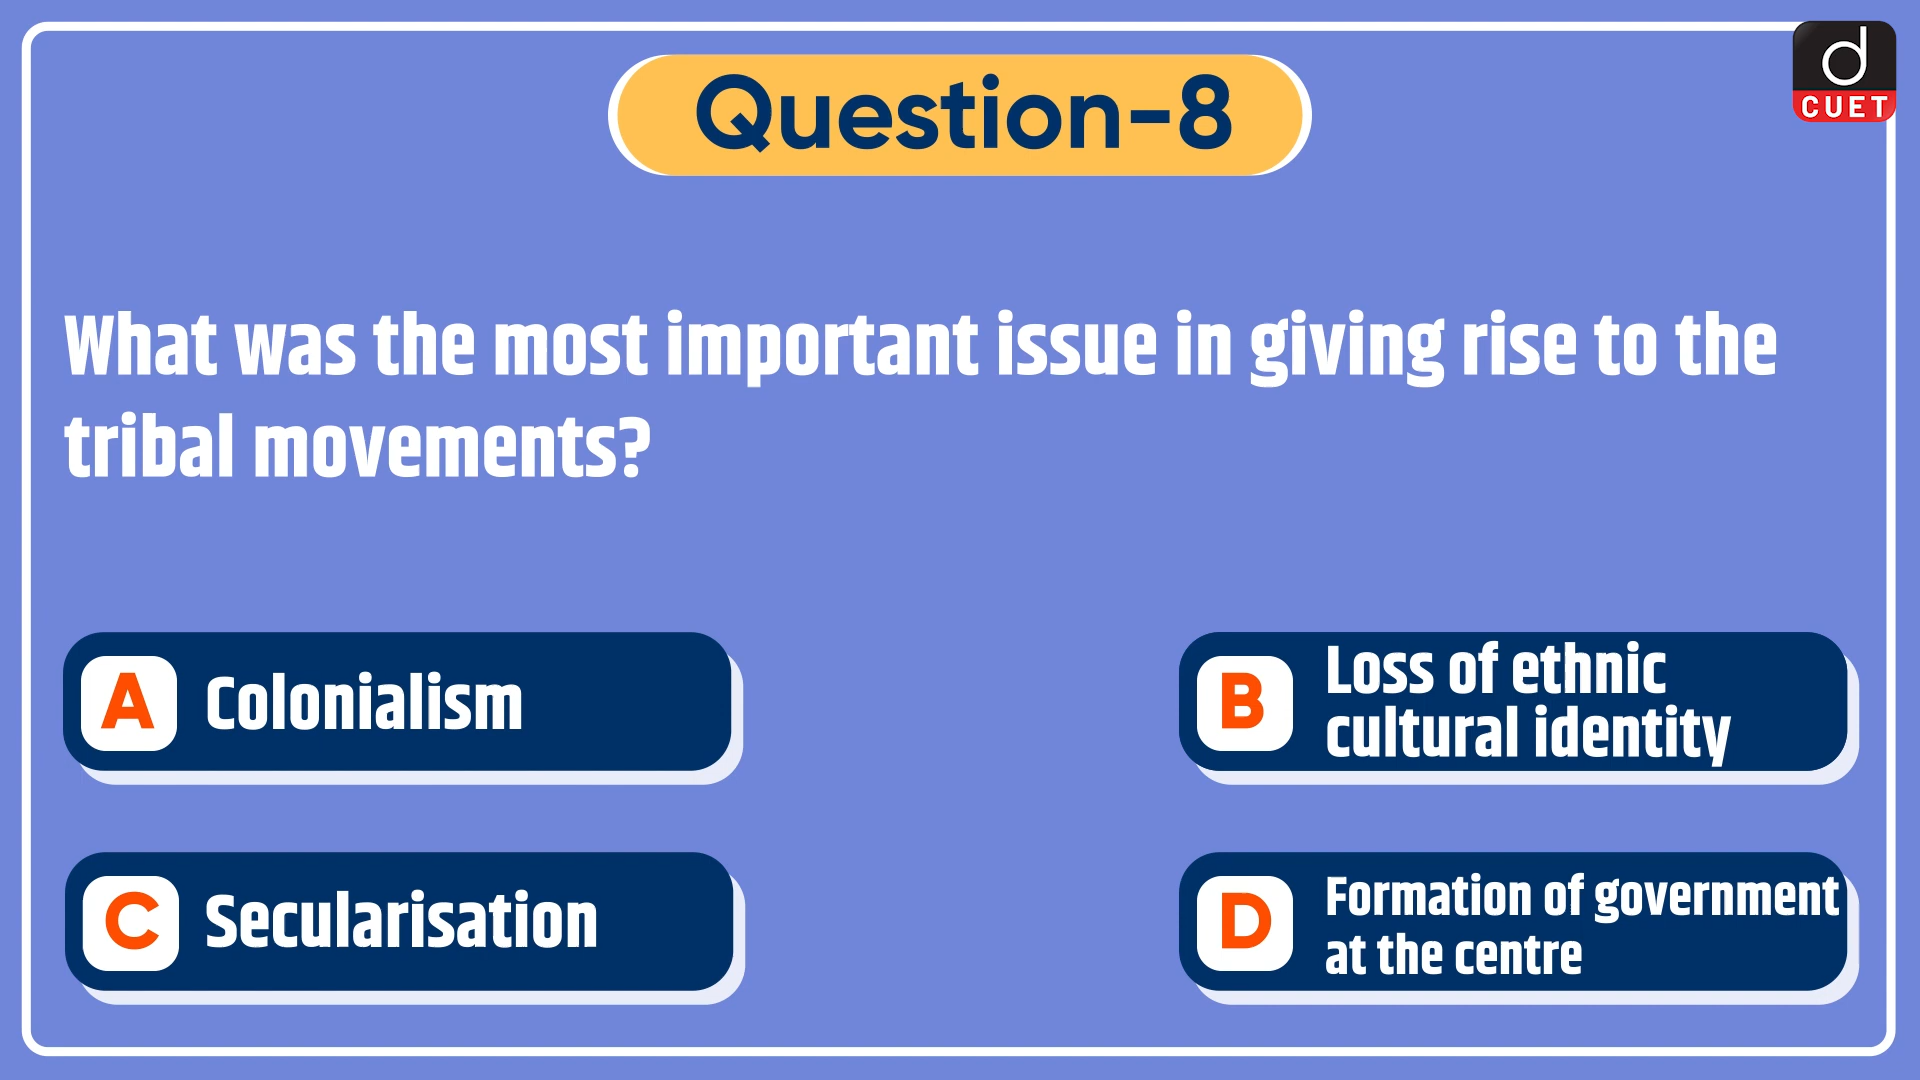 d
CUET
Question-8
What was the most important issue in giving rise to the
tribal movements?
A Colonialism
B Loss of ethnic
cultural identity
C Secularisation
D Formation of government
at the centre